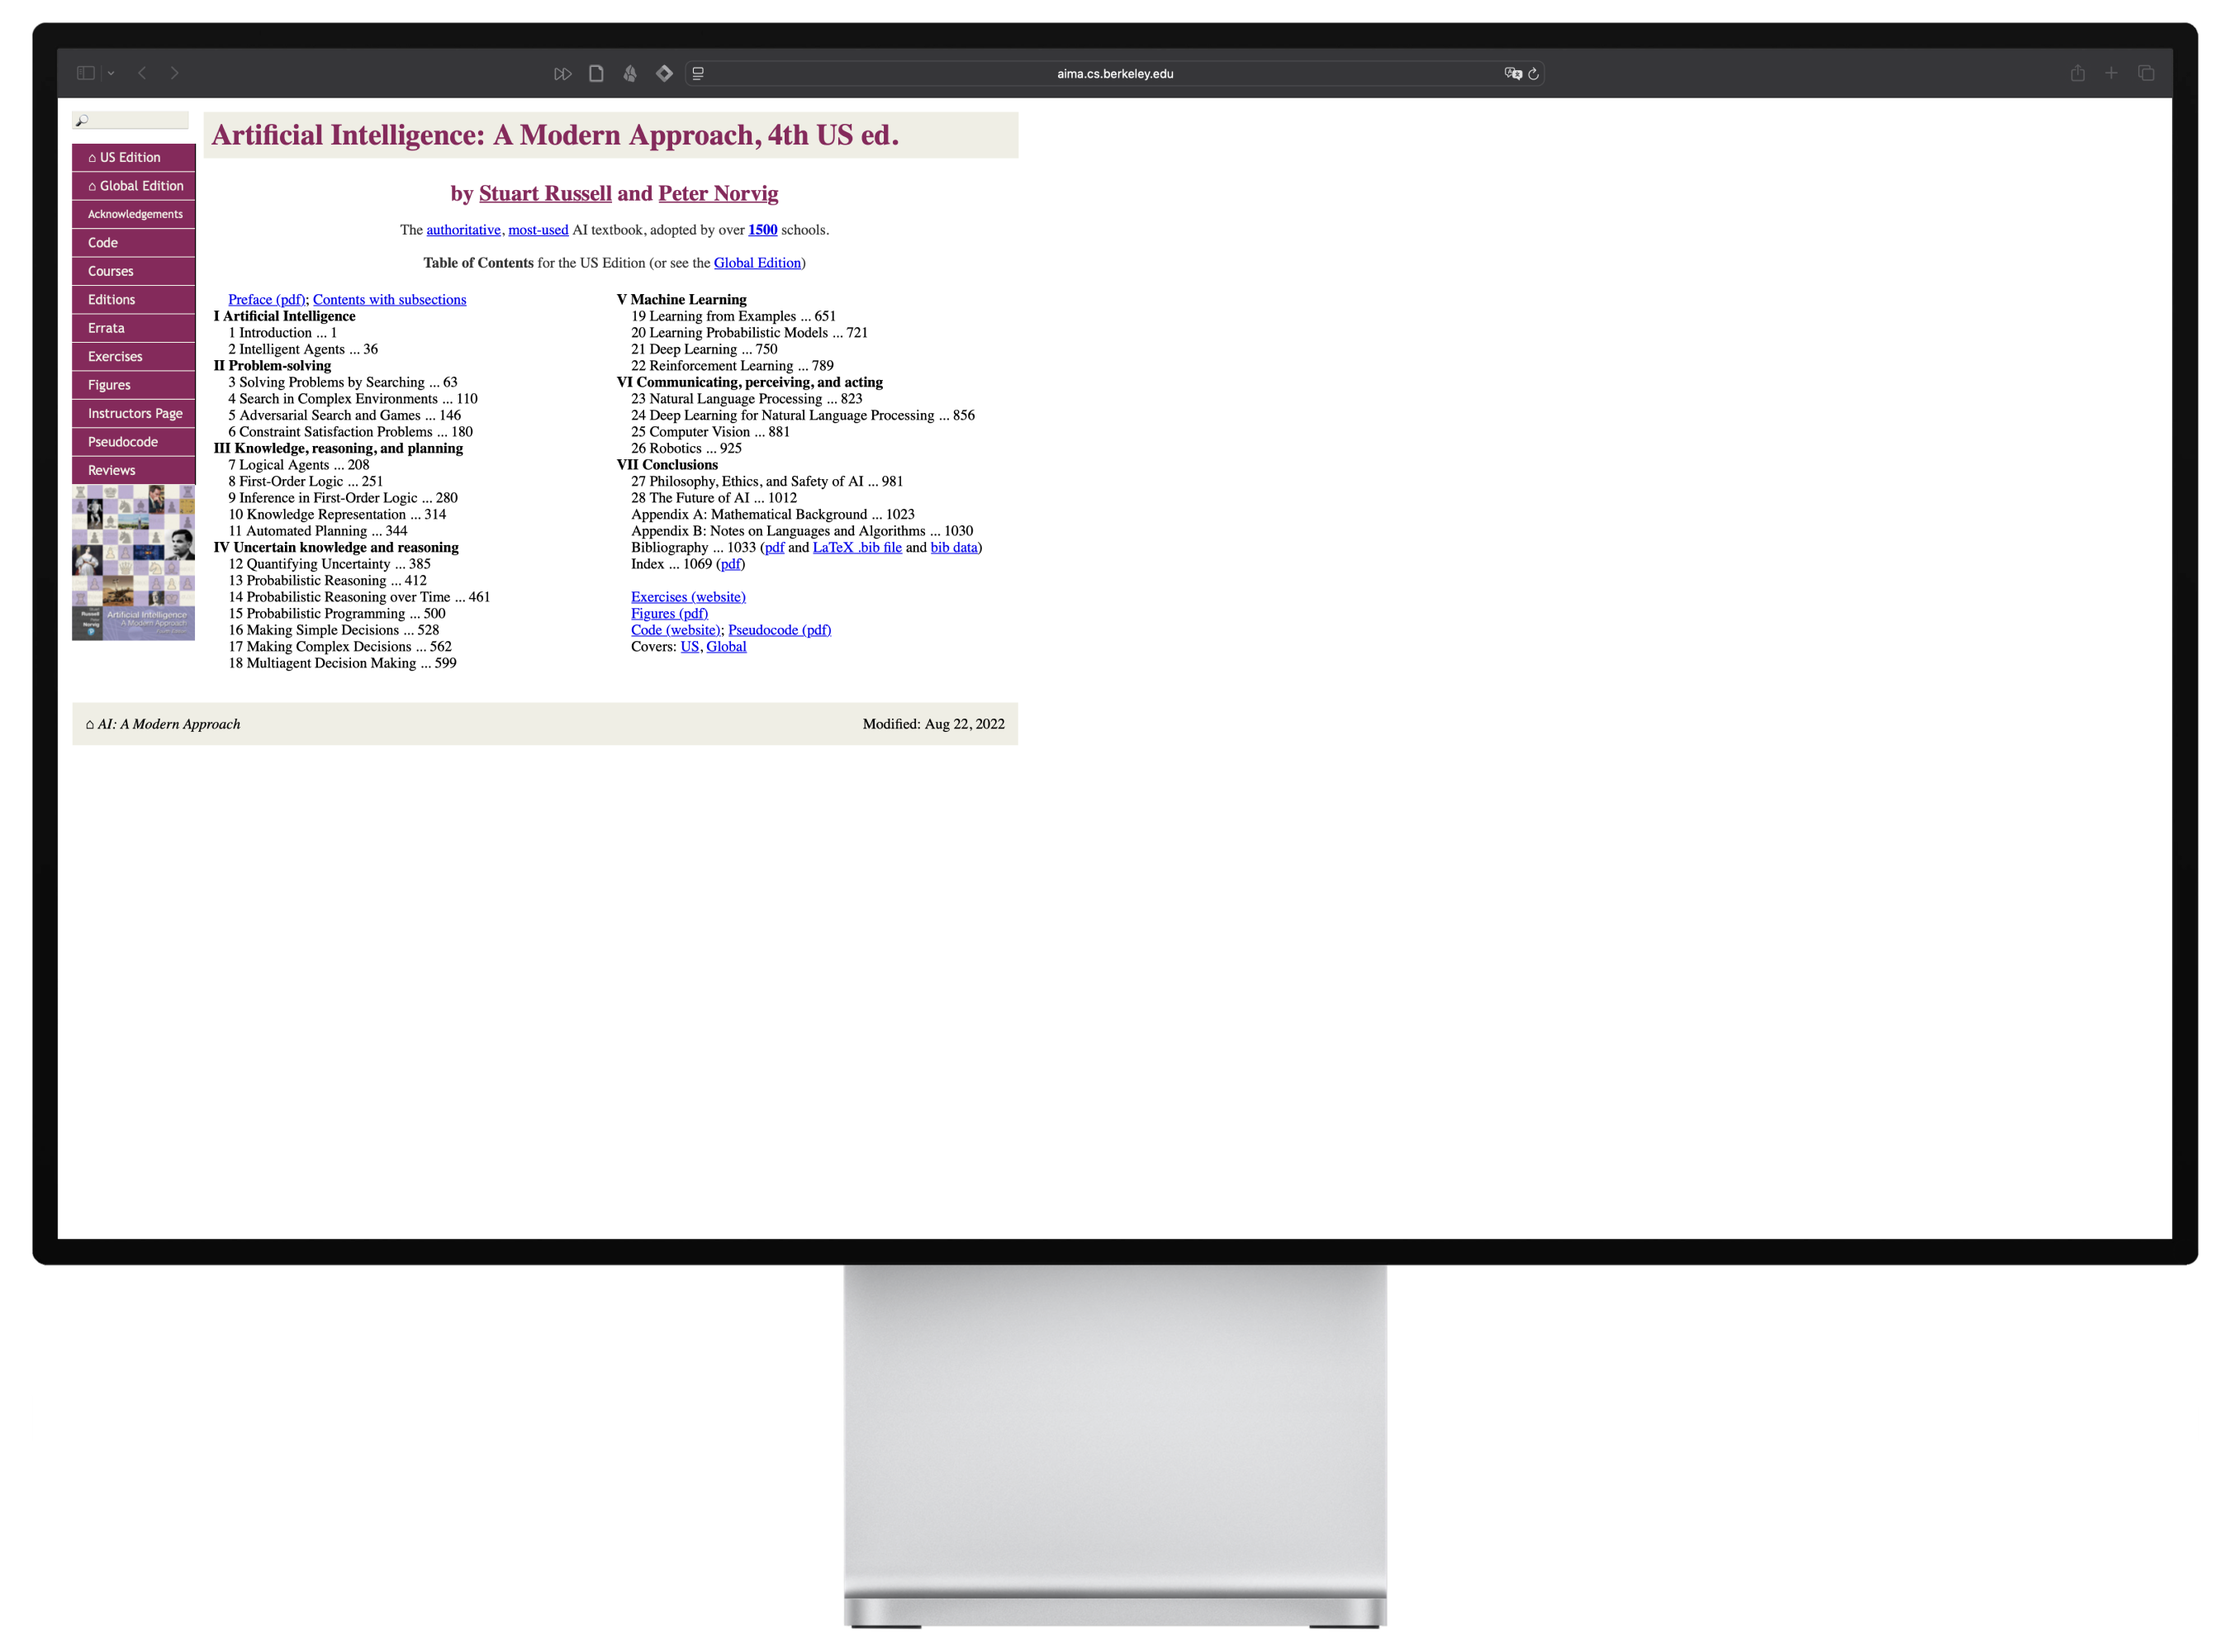 aima.cs.berkeley.edu
Artificial Intelligence: A Modern Approach, 4th US ed.
⌂ US Edition
⌂ Global Edition
Acknowledgements
Code
Courses
Editions
Errata
Exercises
Figures
Instructors Page
Pseudocode
Reviews
Stuart
Russell
Peter
Norvig
Artificial Intelligence
A Modern Approach
Fourth Edition
by Stuart Russell and Peter Norvig
The authoritative, most-used AI textbook, adopted by over 1500 schools.
Table of Contents for the US Edition (or see the Global Edition)
Preface (pdf); Contents with subsections
I Artificial Intelligence
1 Introduction ... 1
2 Intelligent Agents ... 36
II Problem-solving
3 Solving Problems by Searching ... 63
4 Search in Complex Environments ... 110
5 Adversarial Search and Games ... 146
6 Constraint Satisfaction Problems ... 180
III Knowledge, reasoning, and planning
7 Logical Agents ... 208
8 First-Order Logic ... 251
9 Inference in First-Order Logic ... 280
10 Knowledge Representation ... 314
11 Automated Planning ... 344
IV Uncertain knowledge and reasoning
12 Quantifying Uncertainty ... 385
13 Probabilistic Reasoning ... 412
14 Probabilistic Reasoning over Time ... 461
15 Probabilistic Programming ... 500
16 Making Simple Decisions ... 528
17 Making Complex Decisions ... 562
18 Multiagent Decision Making ... 599
V Machine Learning
19 Learning from Examples ... 651
20 Learning Probabilistic Models ... 721
21 Deep Learning ... 750
22 Reinforcement Learning ... 789
VI Communicating, perceiving, and acting
23 Natural Language Processing ... 823
24 Deep Learning for Natural Language Processing ... 856
25 Computer Vision ... 881
26 Robotics ... 925
VII Conclusions
27 Philosophy, Ethics, and Safety of AI ... 981
28 The Future of AI ... 1012
Appendix A: Mathematical Background ... 1023
Appendix B: Notes on Languages and Algorithms ... 1030
Bibliography ... 1033 (pdf and LaTeX .bib file and bib data)
Index ... 1069 (pdf)
Exercises (website)
Figures (pdf)
Code (website); Pseudocode (pdf)
Covers: US, Global
⌂ AI: A Modern Approach
Modified: Aug 22, 2022